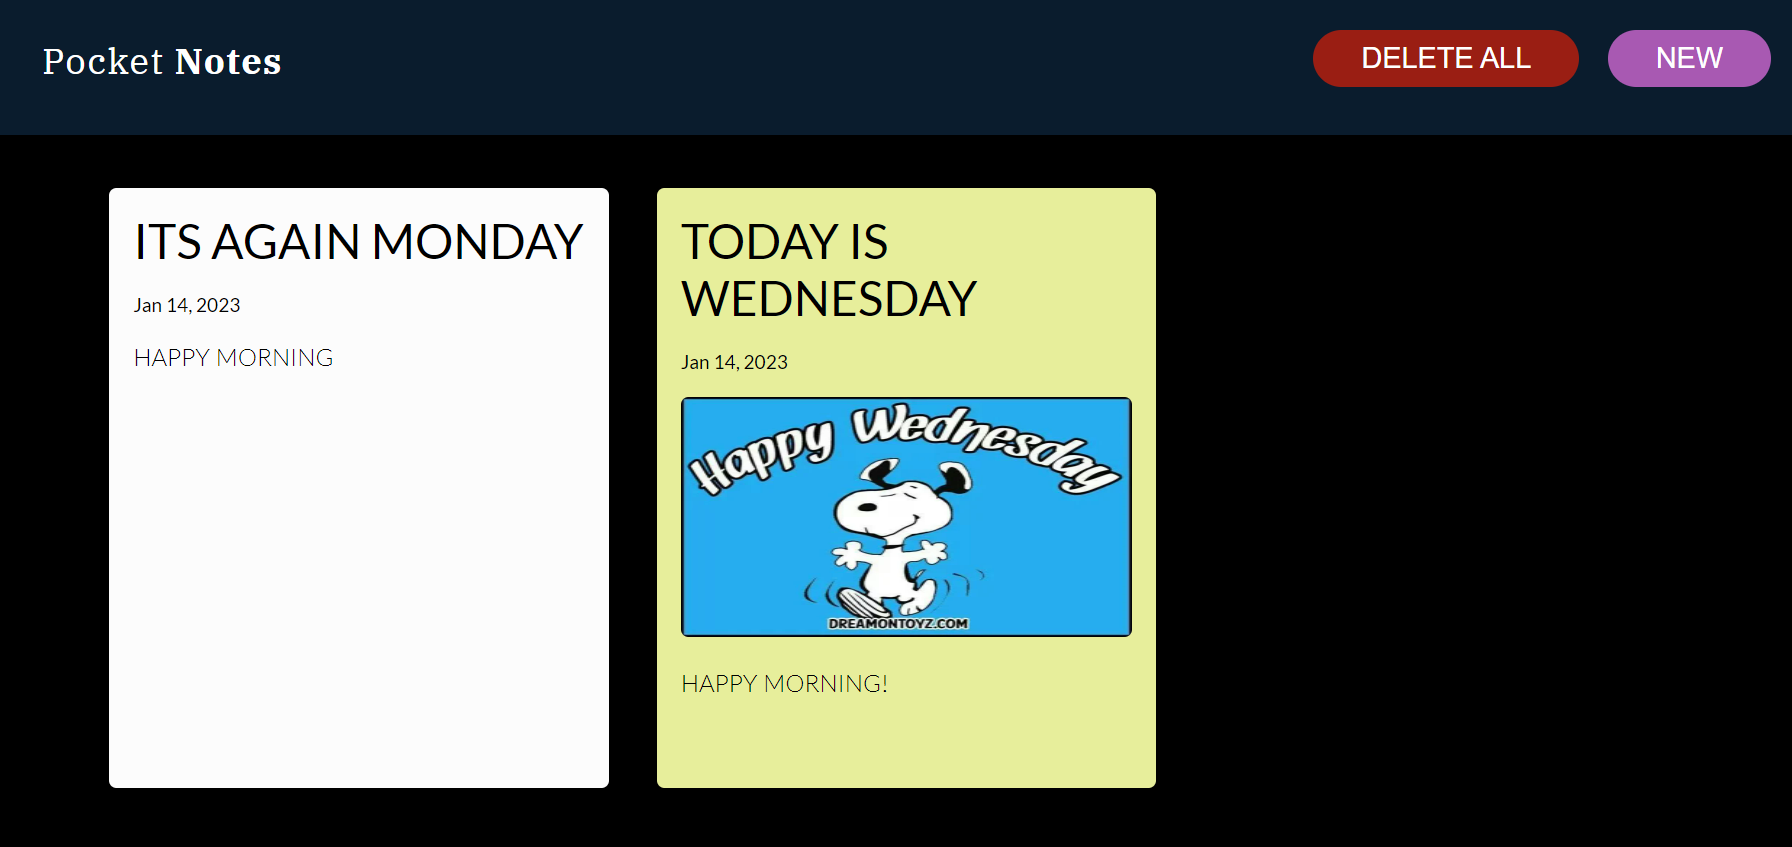 Pocket Notes
DELETE ALL
NEW
ITS AGAIN MONDAY
Jan 14, 2023
HAPPY MORNING
TODAY IS
WEDNESDAY
Jan 14, 2023
Happy Wednesday
DREAMONTOYZ.COM
HAPPY MORNING!